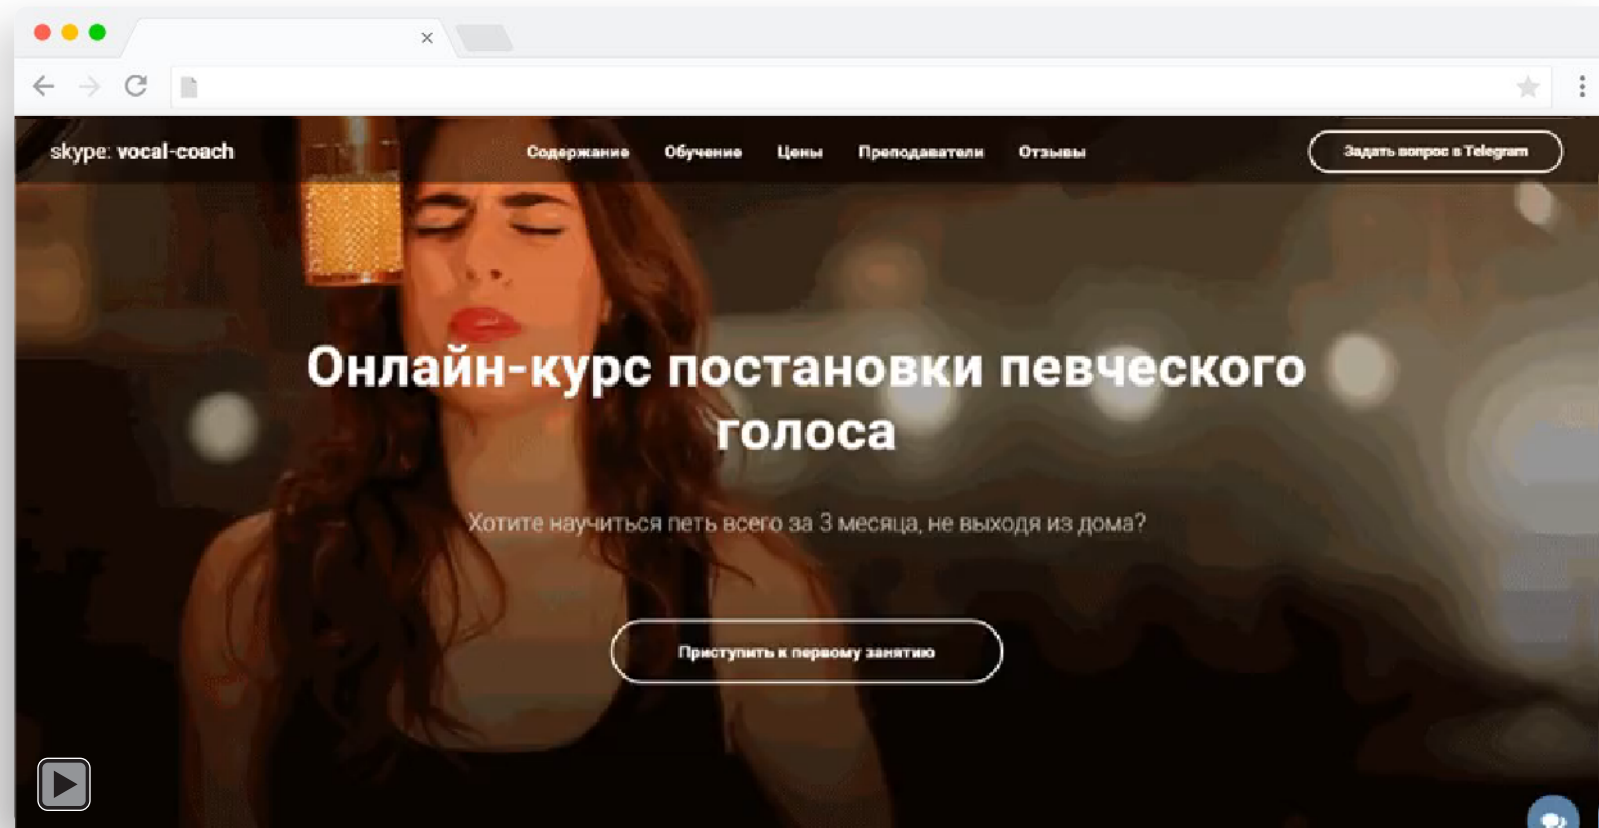 skype: vocal-coach
Содержание Обучение Цены Преподаватели Отзывы
Задать вопрос в Telegram
Онлайн-курс постановки певческого
голоса
Хотите научиться петь всего за 3 месяца, не выходя из дома?
Приступить к первому занятию